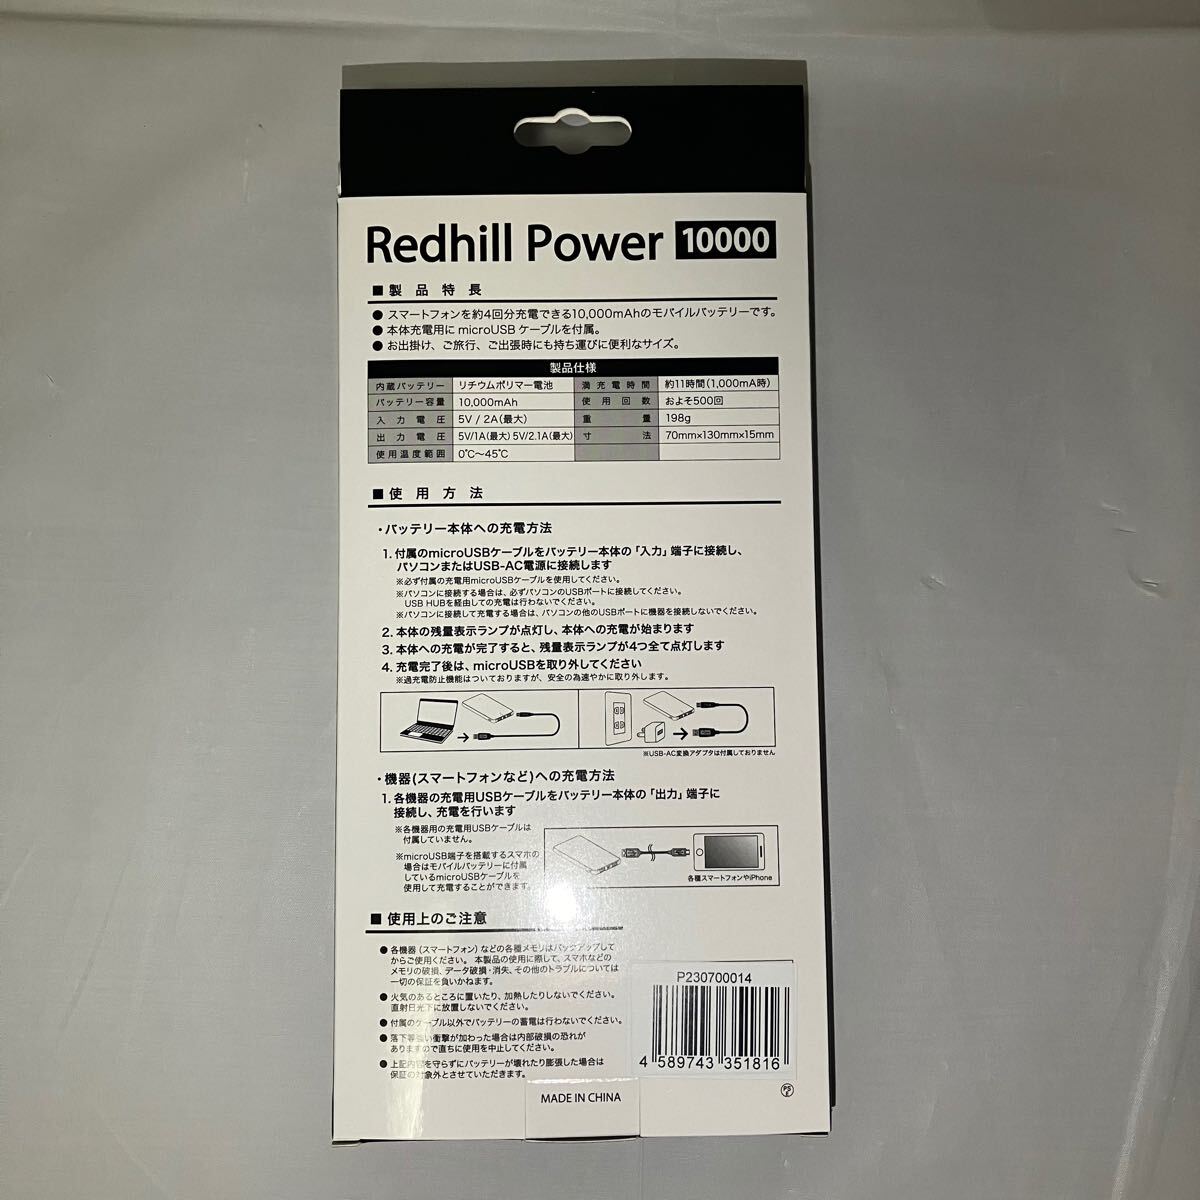 Redhill Power 10000
■ 製品特長
● スマートフォンを約4回分充電できる10,000mAhのモバイルバッテリーです。
● 本体充電用に microUSB ケーブルを付属。
● お出掛け、ご旅行、ご出張時にも持ち運びに便利なサイズ。
製品仕様
内蔵バッテリー リチウムポリマー電池 満充電時間 約11時間(1,000mA時)
バッテリー容量 10,000mAh 使用回数 およそ500回
入力電圧 5V / 2A(最大) 重量 198g
出力電圧 5V/1A(最大) 5V/2.1A(最大) 寸法 70mm×130mm×15mm
使用温度範囲 0℃～45℃
■ 使用方法
・バッテリー本体への充電方法
1. 付属のmicroUSBケーブルをバッテリー本体の「入力」端子に接続し、
パソコンまたはUSB-AC電源に接続します
※必ず付属の充電用microUSBケーブルを使用してください。
※パソコンに接続する場合は、必ずパソコンのUSBポートに接続してください。
USB HUBを経由しての充電は行わないでください。
※パソコンに接続して充電する場合は、パソコンの他のUSBポートに機器を接続しないでください。
2. 本体の残量表示ランプが点灯し、本体への充電が始まります
3. 本体への充電が完了すると、残量表示ランプが4つ全て点灯します
4. 充電完了後は、microUSBを取り外してください
※過充電防止機能はついておりますが、安全の為速やかに取り外します。
※USB-AC変換アダプタは付属しておりません
・機器(スマートフォンなど)への充電方法
1. 各機器の充電用USBケーブルをバッテリー本体の「出力」端子に
接続し、充電を行います
※各機器用の充電用USBケーブルは
付属していません。
※microUSB端子を搭載するスマホの
場合はモバイルバッテリーに付属
しているmicroUSBケーブルを
使用して充電することができます。
各種スマートフォンやiPhone
■ 使用上のご注意
● 各機器（スマートフォン）などの各種メモリはバックアップして
からご使用ください。本製品の使用に際して、スマホなどの
メモリの破損、データ破損・消失、その他のトラブルについては
一切の保証を負いかねます。
● 火気のあるところに置いたり、加熱したりしないでください。
直射日光下に放置しないでください。
● 付属のケーブル以外でバッテリーの蓄電は行わないでください。
● 落下等強い衝撃が加わった場合は内部破損の恐れが
ありますので直ちに使用を中止してください。
● 上記内容を守らずにバッテリーが壊れたり膨張した場合は
保証の対象外とさせていただきます。
P230700014
4 589743 351816
MADE IN CHINA
PS
E